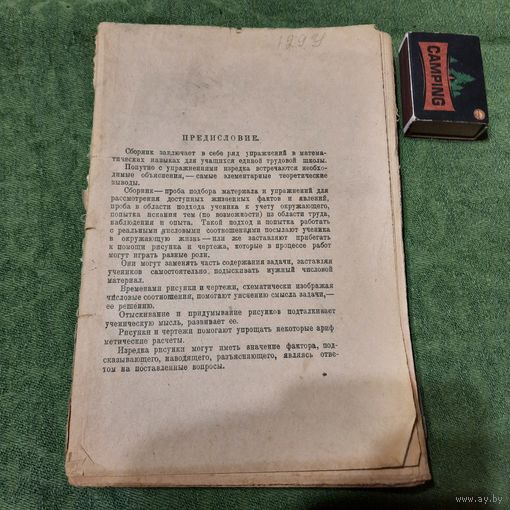 1924
CAMPING
ПРЕДИСЛОВИЕ.
Сборник заключает в себе ряд упражнений в матема-
тических навыках для учащихся единой трудовой школы.
Попутно с упражнениями изредка встречаются необхо-
димые объяснения,—самые элементарные теоретические
выводы.
Сборник—проба подбора материала и упражнений для
рассмотрения доступных жизненных фактов и явлений,
проба в области подхода ученика к учету окружающего,
попытка искания тем (по возможности) из области труда,
наблюдения и опыта. Такой подход и попытка работать
с реальными числовыми соотношениями посылают ученика
в окружающую жизнь—или же заставляют прибегать
к помощи рисунка и чертежа, которые в процессе работ
могут играть разные роли.
Они могут заменять часть содержания задачи, заставляя
учеников самостоятельно подыскивать нужный числовой
материал.
Временами рисунки и чертежи, схематически изображая
числовые соотношения, помогают уяснению смысла задачи,—
ее решению.
Отыскивание и придумывание рисунков подталкивает
ученическую мысль, развивает ее.
Рисунки и чертежи помогают упрощать некоторые ариф
метические расчеты.
Изредка рисунки могут иметь значение фактора, под-
сказывающего, наводящего, разъясняющего, являясь отве-
том на поставленные вопросы.
www.ay.by